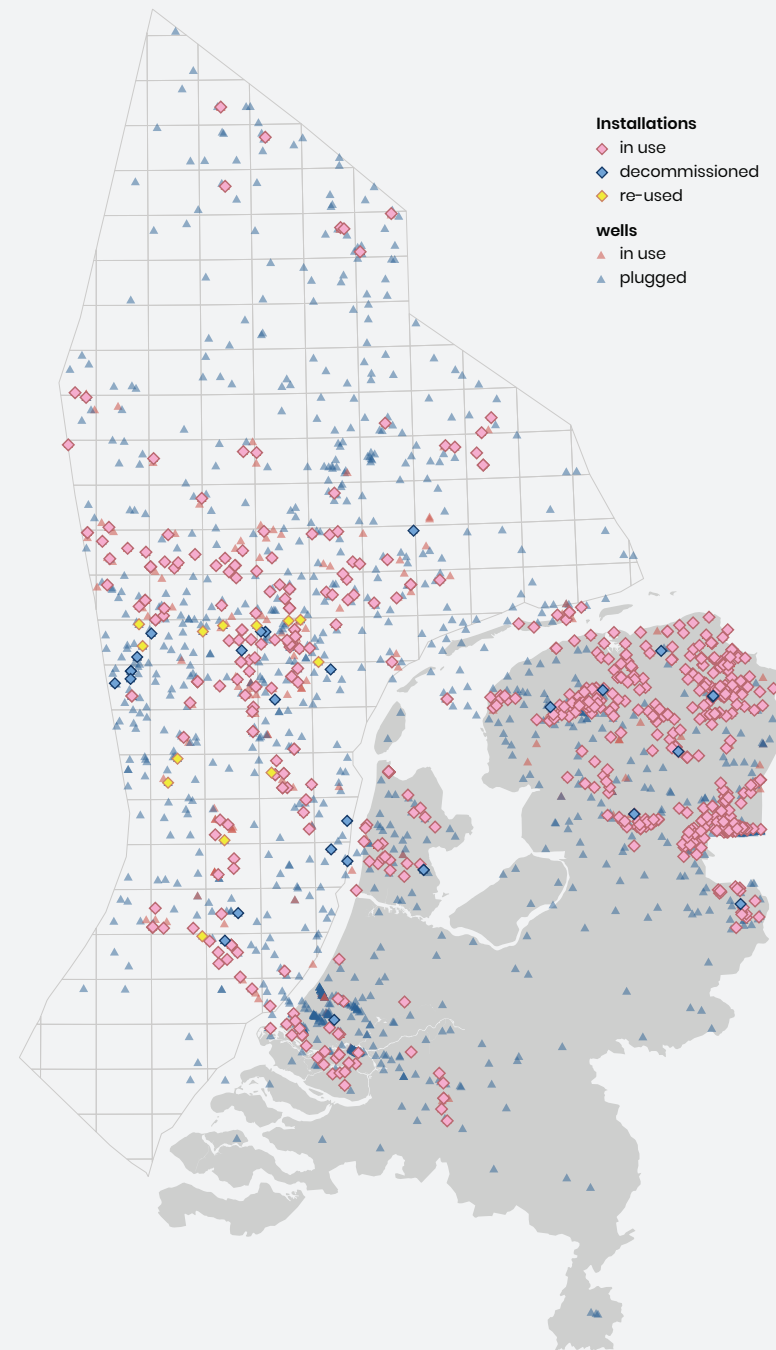 Installations
in use
decommissioned
re-used
wells
in use
plugged